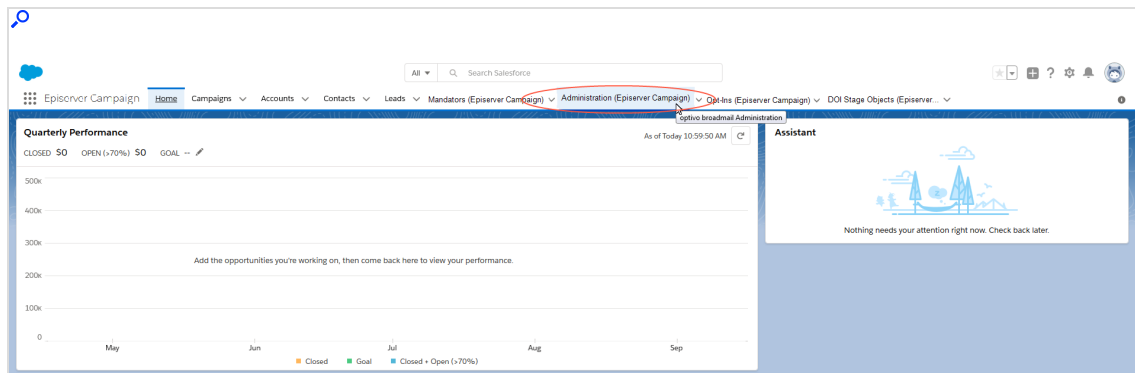 All Search Salesforce
Episerver Campaign Home Campaigns Accounts Contacts Leads Mandators (Episerver Campaign) Administration (Episerver Campaign) Opt-Ins (Episerver Campaign) DOI Stage Objects (Episerver...
optivo broadmail Administration
Quarterly Performance As of Today 10:59:50 AM
CLOSED $0 OPEN (>70%) $0 GOAL --
500K
400K
300K
Add the opportunities you're working on, then come back here to view your performance.
200K
100K
0
May Jun Jul Aug Sep
Closed Goal Closed + Open (>70%)
Assistant
Nothing needs your attention right now. Check back later.